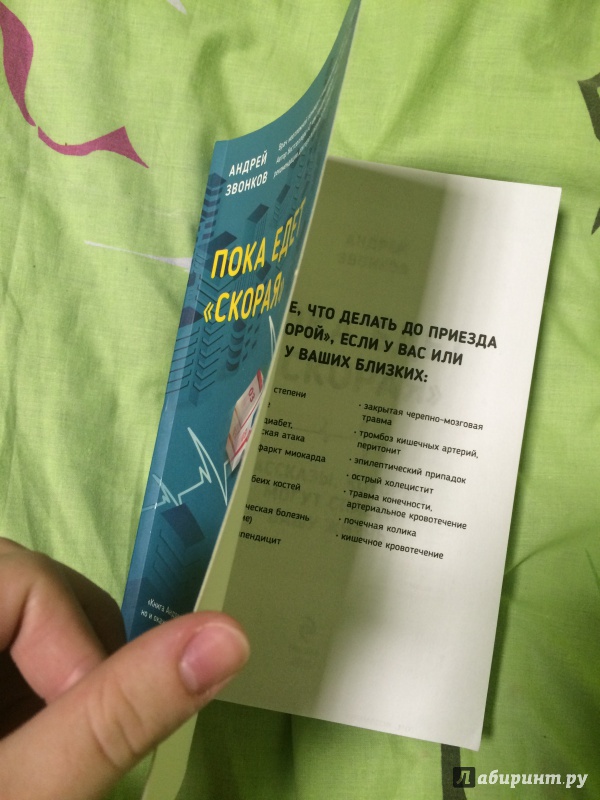 АНДРЕЙ
ЗВОНКОВ
ПОКА ЕДЕТ
«СКОРАЯ»
Е, ЧТО ДЕЛАТЬ ДО ПРИЕЗДА
ОРОЙ», ЕСЛИ У ВАС ИЛИ
У ВАШИХ БЛИЗКИХ:
степени
е
диабет,
ская атака
фаркт миокарда
беих костей
ческая болезнь
ние)
пендицит
· закрытая черепно-мозговая
травма
· тромбоз кишечных артерий,
перитонит
· эпилептический припадок
· острый холецистит
· травма конечности,
артериальное кровотечение
· почечная колика
· кишечное кровотечение
Лабиринт.ру